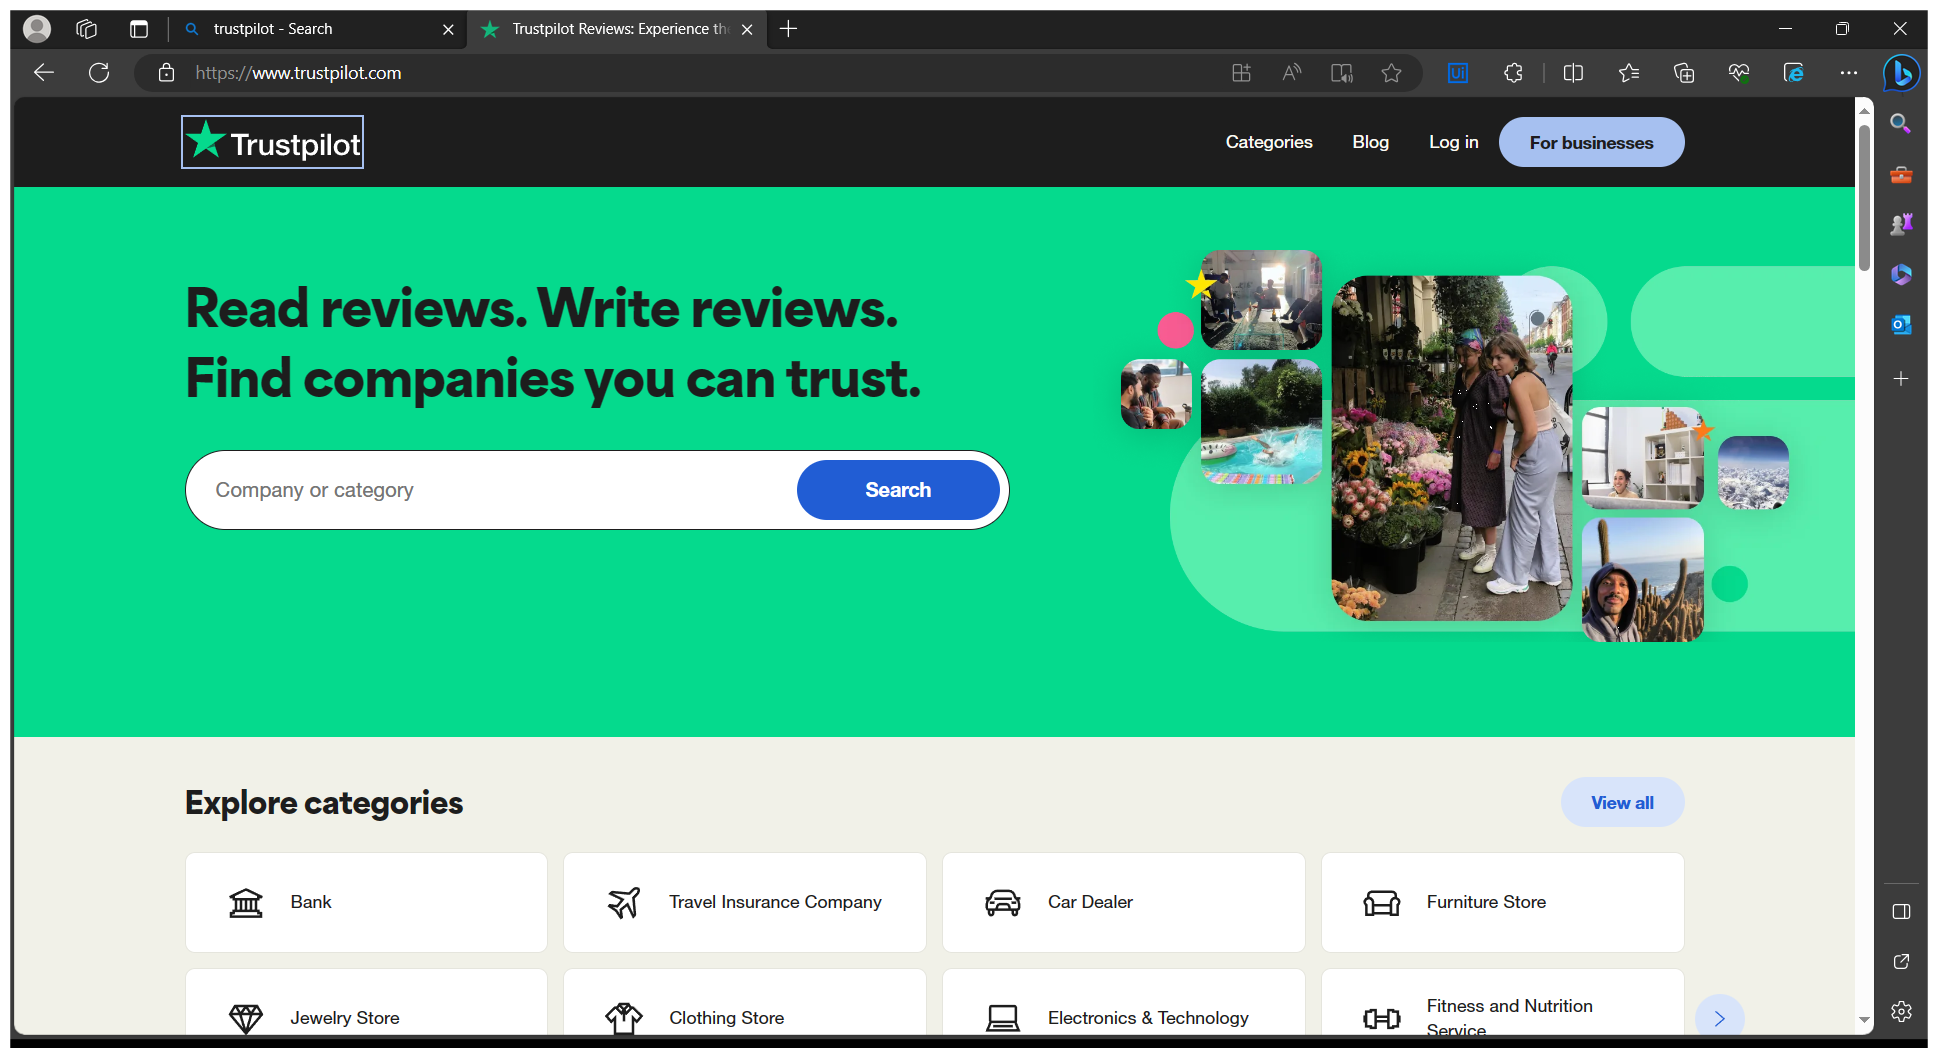 trustpilot - Search
Trustpilot Reviews: Experience the
https://www.trustpilot.com
Ui
Trustpilot
Categories
Blog
Log in
For businesses
Read reviews. Write reviews.
Find companies you can trust.
Company or category
Search
Explore categories
View all
Bank
Travel Insurance Company
Car Dealer
Furniture Store
Jewelry Store
Clothing Store
Electronics & Technology
Fitness and Nutrition
Service